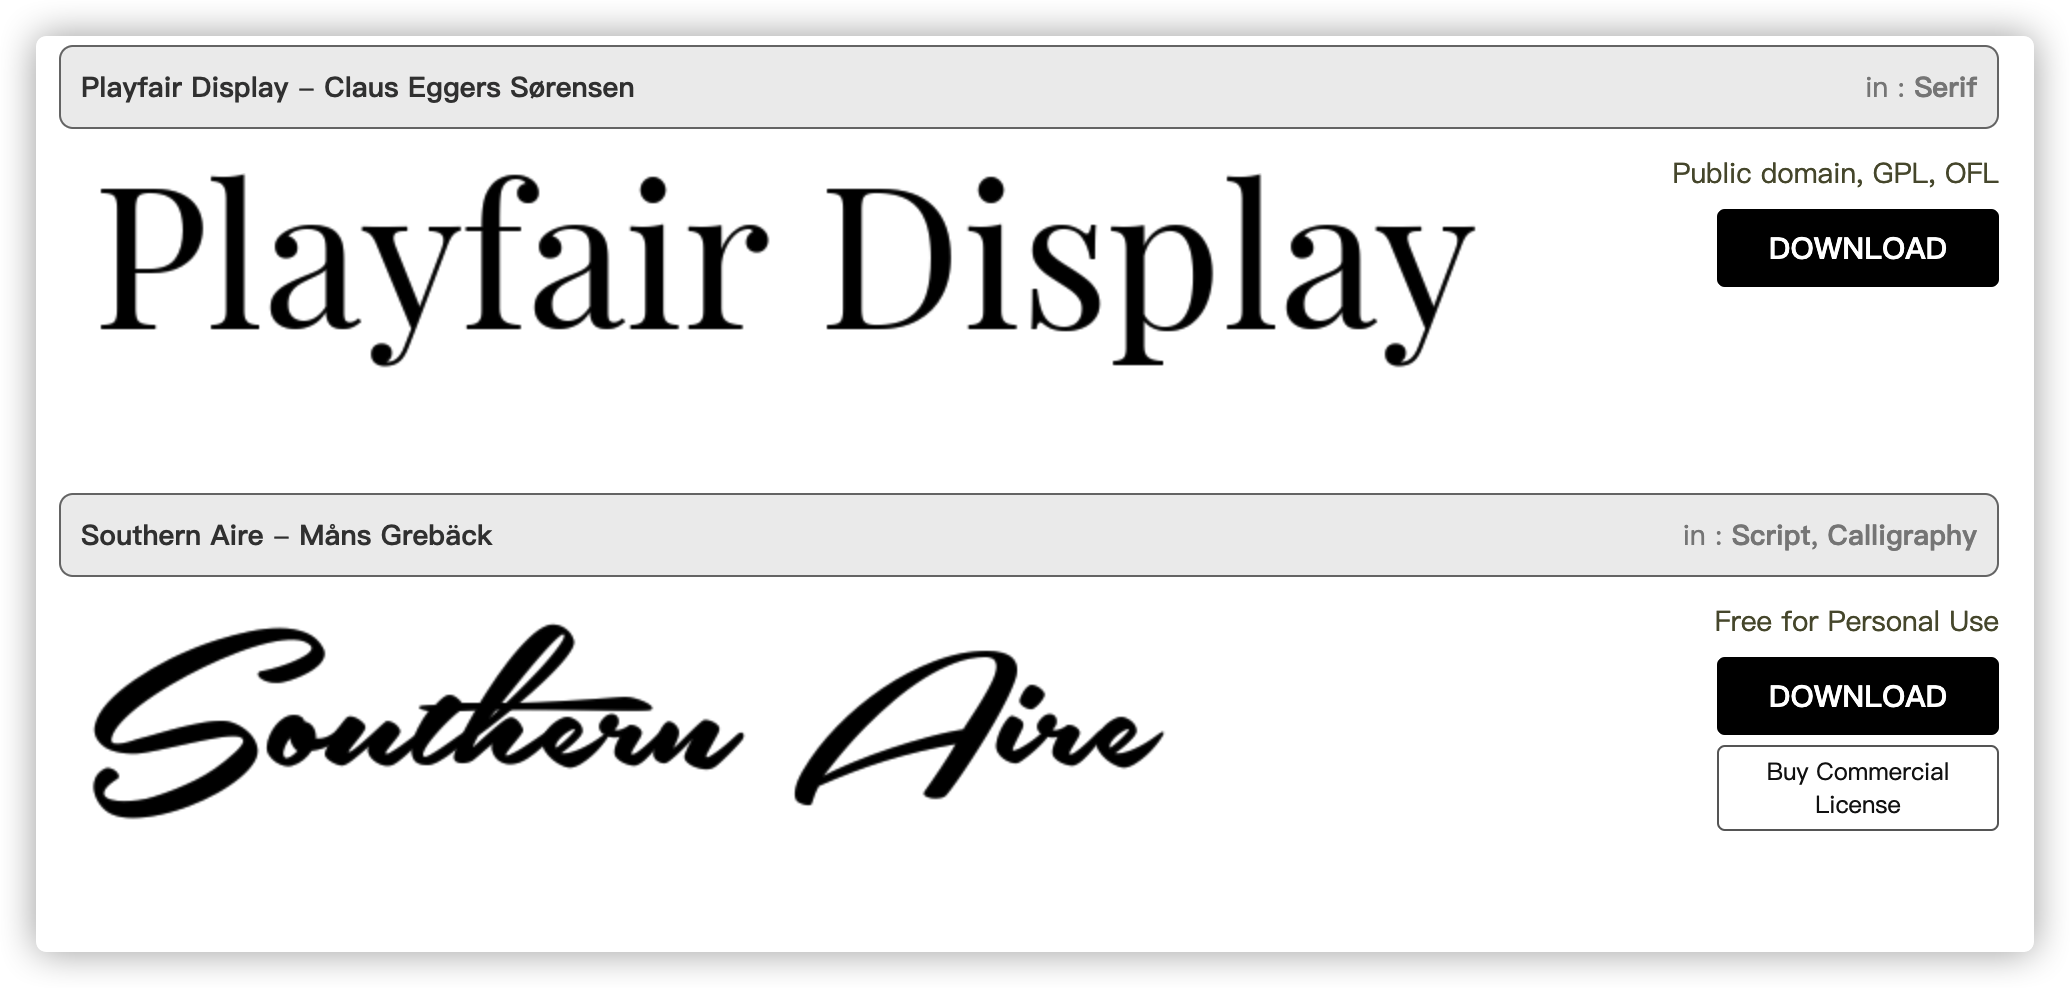 Playfair Display – Claus Eggers Sørensen
in : Serif
Playfair Display
Public domain, GPL, OFL
DOWNLOAD
Southern Aire – Måns Grebäck
in : Script, Calligraphy
Southern Aire
Free for Personal Use
DOWNLOAD
Buy Commercial
License